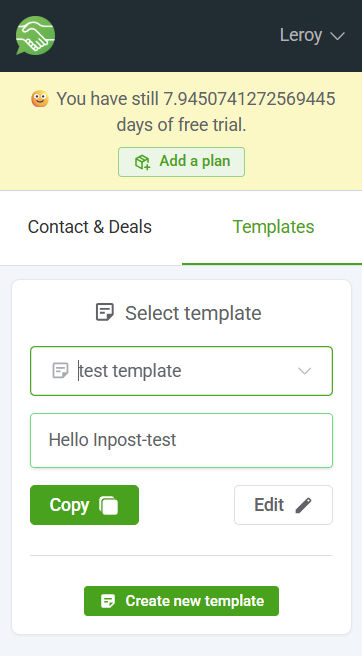 Leroy
You have still 7.9450741272569445
days of free trial.
Add a plan
Contact & Deals
Templates
Select template
test template
Hello Inpost-test
Copy
Edit
Create new template